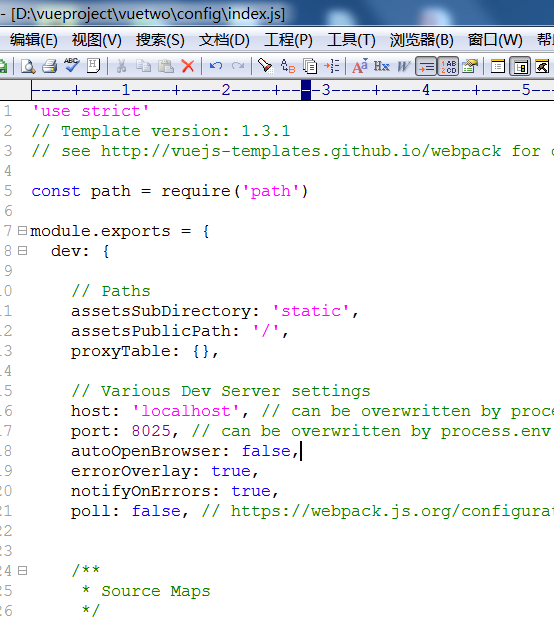 - [D:\vueproject\vuetwo\config\index.js]
编辑(E) 视图(V) 搜索(S) 文档(D) 工程(P) 工具(T) 浏览器(B) 窗口(W) 帮
----+----1----+----2----+----3----+----4----+----5--
1 'use strict'
2 // Template version: 1.3.1
3 // see http://vuejs-templates.github.io/webpack for
4
5 const path = require('path')
6
7 module.exports = {
8 dev: {
9
10 // Paths
11 assetsSubDirectory: 'static',
12 assetsPublicPath: '/',
13 proxyTable: {},
14
15 // Various Dev Server settings
16 host: 'localhost', // can be overwritten by proce
17 port: 8025, // can be overwritten by process.env
18 autoOpenBrowser: false,
19 errorOverlay: true,
20 notifyOnErrors: true,
21 poll: false, // https://webpack.js.org/configurat
22
23
24 /**
25 * Source Maps
26 */